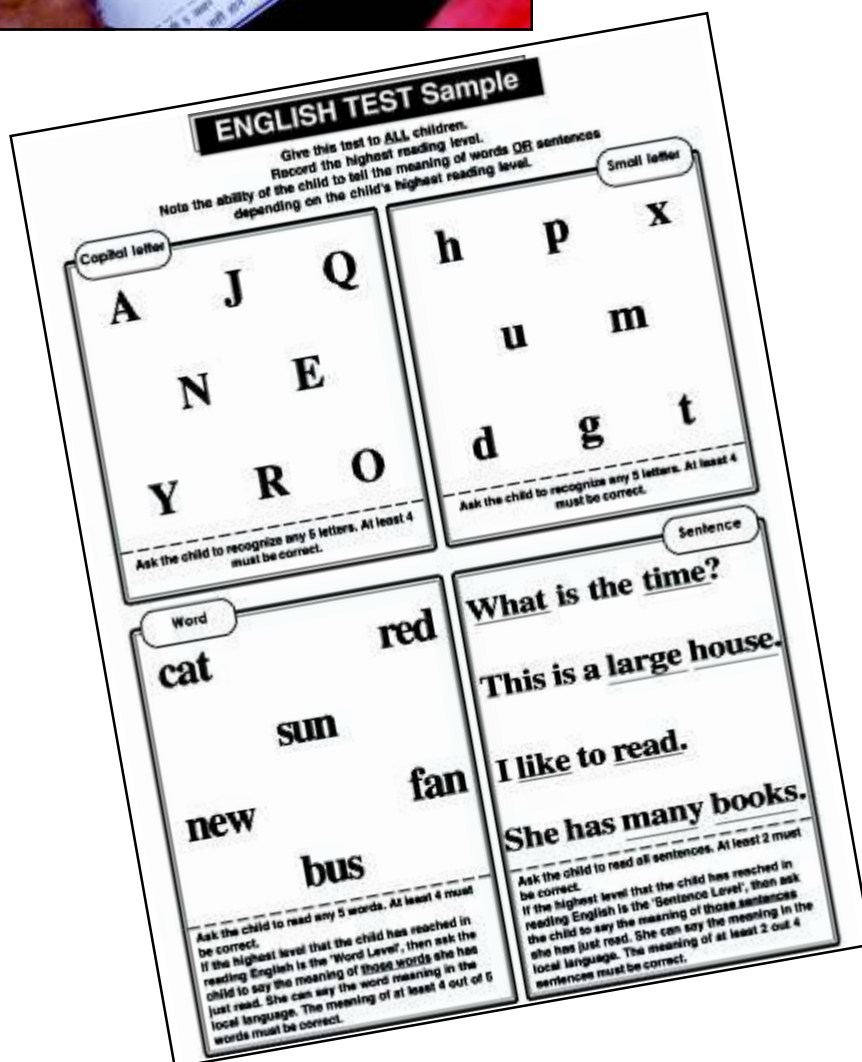 ENGLISH TEST Sample
Give this test to ALL children.
Record the highest reading level.
Note the ability of the child to tell the meaning of words OR sentences
depending on the child's highest reading level.
Capital letter
A J Q
N E
Y R O
Ask the child to recognize any 5 letters. At least 4
must be correct.
Small letter
h p x
u m
d g t
Ask the child to recognize any 5 letters. At least 4
must be correct.
Word
cat red
sun
new fan
bus
Ask the child to read any 5 words. At least 4 must
be correct.
If the highest level that the child has reached in
reading English is the 'Word Level', then ask the
child to say the meaning of those words she has
just read. She can say the word meaning in the
local language. The meaning of at least 4 out of 5
words must be correct.
Sentence
What is the time?
This is a large house.
I like to read.
She has many books.
Ask the child to read all sentences. At least 2 must
be correct.
If the highest level that the child has reached in
reading English is the 'Sentence Level', then ask
the child to say the meaning of those sentences
she has just read. She can say the meaning in the
local language. The meaning of at least 2 out 4
sentences must be correct.